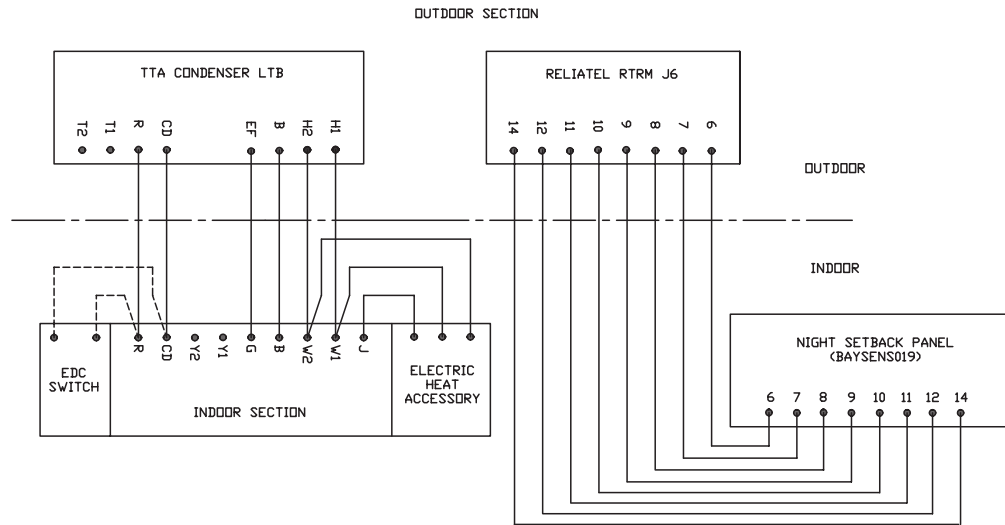 OUTDOOR SECTION
TTA CONDENSER LTB
T2 T1 R CD EF B H2 H1
RELIATEL RTRM J6
14 12 11 10 9 8 7 6
OUTDOOR
INDOOR
EDC
SWITCH
R CD Y2 Y1 G B W2 W1 J
INDOOR SECTION
ELECTRIC
HEAT
ACCESSORY
NIGHT SETBACK PANEL
(BAYSENS019)
6 7 8 9 10 11 12 14